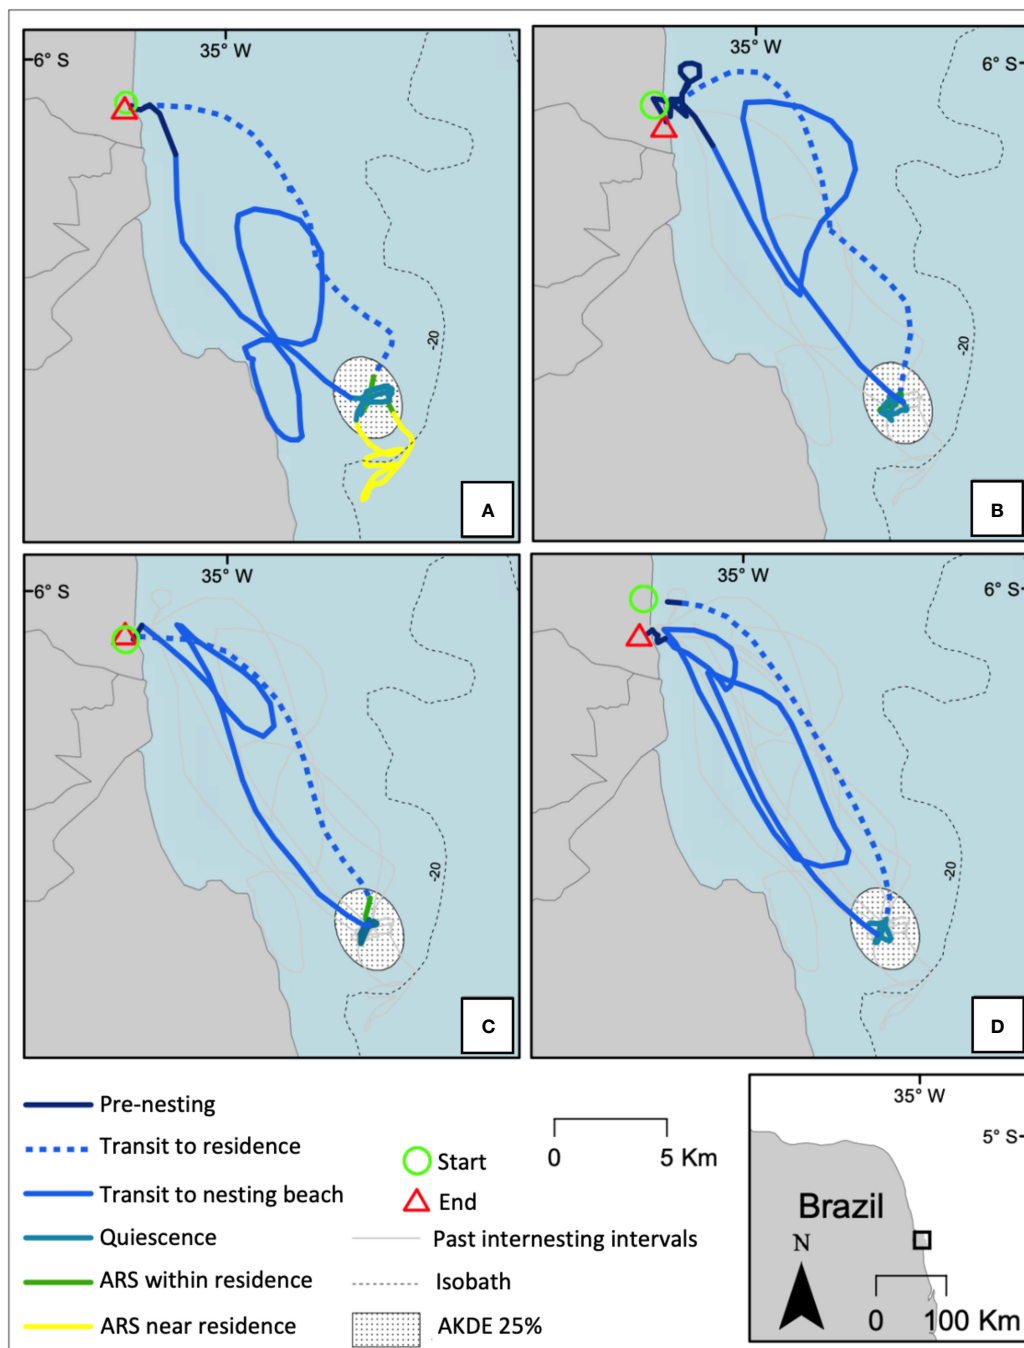 35° W
6° S
-20
A
35° W
6° S
-20
B
35° W
6° S
-20
C
35° W
6° S
-20
D
Pre-nesting
Transit to residence
Transit to nesting beach
Quiescence
ARS within residence
ARS near residence
Start
End
0 5 Km
Past internesting intervals
Isobath
AKDE 25%
35° W
5° S
Brazil
N
0 100 Km